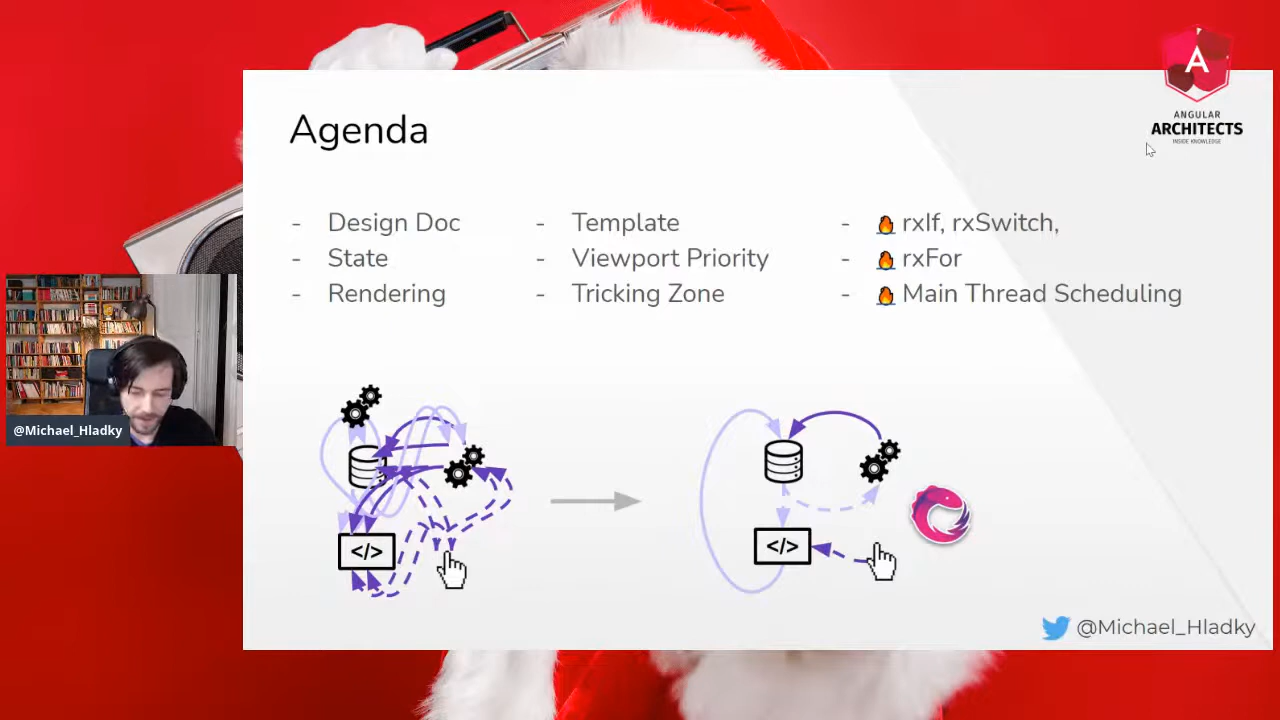 A
ANGULAR
ARCHITECTS
INSIDE KNOWLEDGE
Agenda
- Design Doc
- State
- Rendering
- Template
- Viewport Priority
- Tricking Zone
- 🔥 rxIf, rxSwitch,
- 🔥 rxFor
- 🔥 Main Thread Scheduling
</>
</>
@Michael_Hladky
@Michael_Hladky